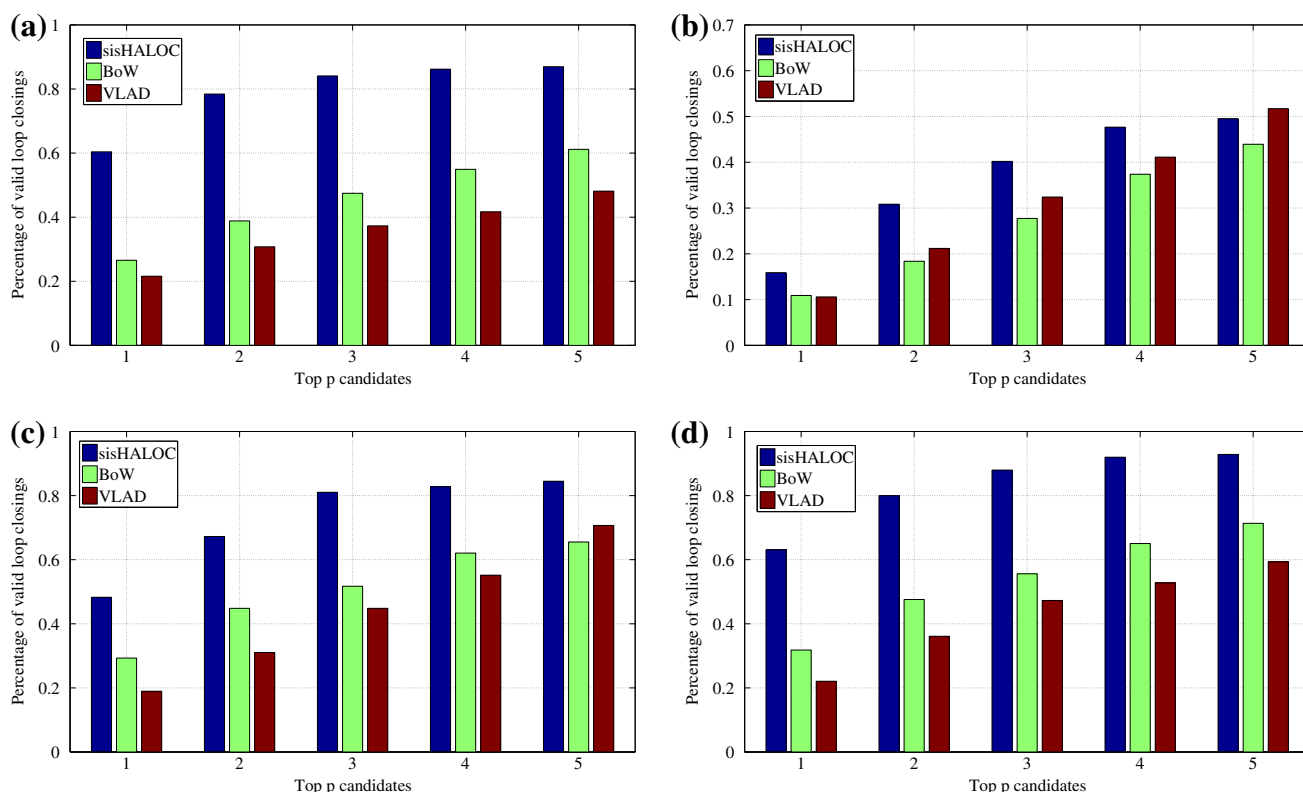 (a)
1
0.8
0.6
0.4
0.2
0
Percentage of valid loop closings
sisHALOC
BoW
VLAD
1 2 3 4 5
Top p candidates
(b)
0.7
0.6
0.5
0.4
0.3
0.2
0.1
0
Percentage of valid loop closings
sisHALOC
BoW
VLAD
1 2 3 4 5
Top p candidates
(c)
1
0.8
0.6
0.4
0.2
0
Percentage of valid loop closings
sisHALOC
BoW
VLAD
1 2 3 4 5
Top p candidates
(d)
1
0.8
0.6
0.4
0.2
0
Percentage of valid loop closings
sisHALOC
BoW
VLAD
1 2 3 4 5
Top p candidates